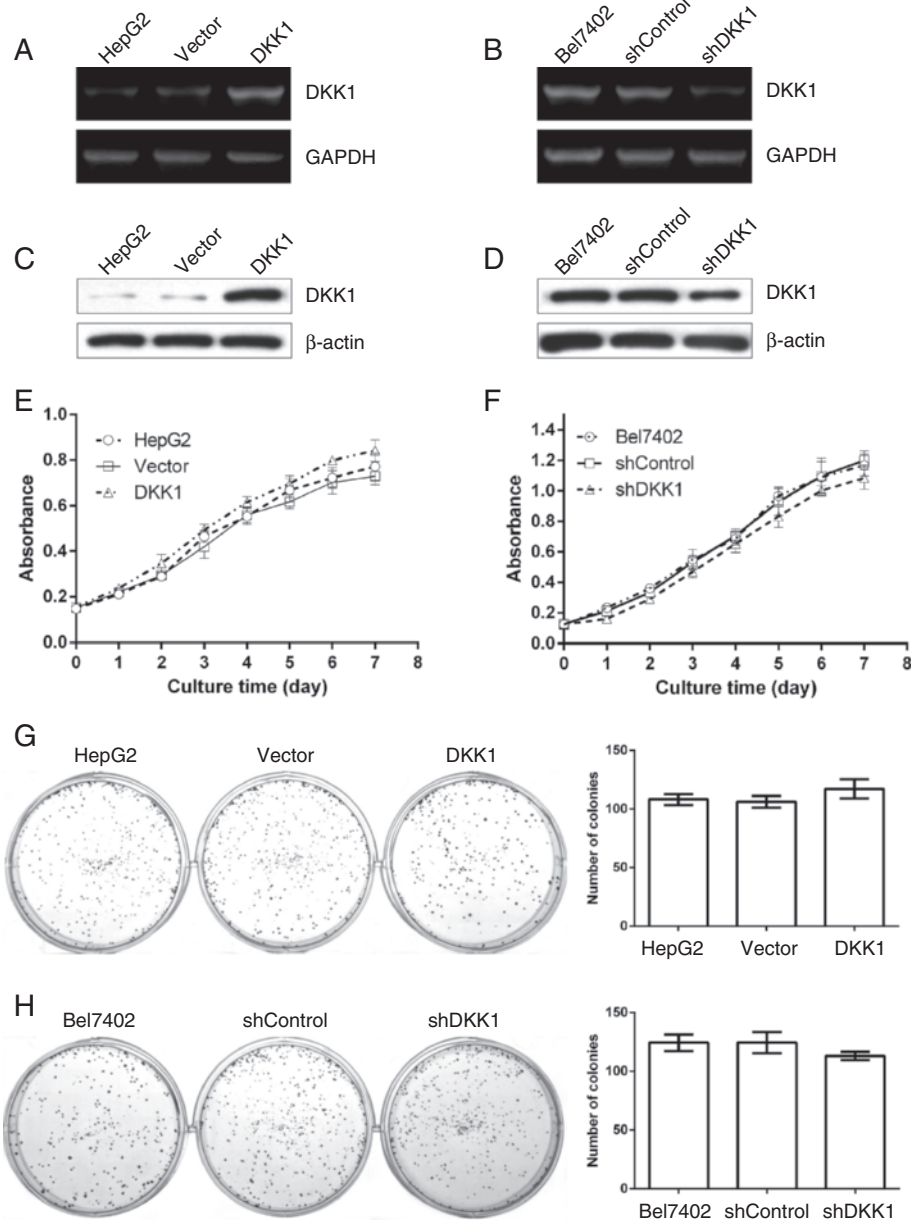 A
HepG2 Vector DKK1
DKK1
GAPDH
B
Bel7402 shControl shDKK1
DKK1
GAPDH
C
HepG2 Vector DKK1
DKK1
β-actin
D
Bel7402 shControl shDKK1
DKK1
β-actin
E
Absorbance
1.0
0.8
0.6
0.4
0.2
0.0
HepG2
Vector
DKK1
0 1 2 3 4 5 6 7 8
Culture time (day)
F
Absorbance
1.4
1.2
1.0
0.8
0.6
0.4
0.2
0.0
Bel7402
shControl
shDKK1
0 1 2 3 4 5 6 7 8
Culture time (day)
G
HepG2 Vector DKK1
Number of colonies
150
100
50
0
HepG2 Vector DKK1
H
Bel7402 shControl shDKK1
Number of colonies
150
100
50
0
Bel7402 shControl shDKK1